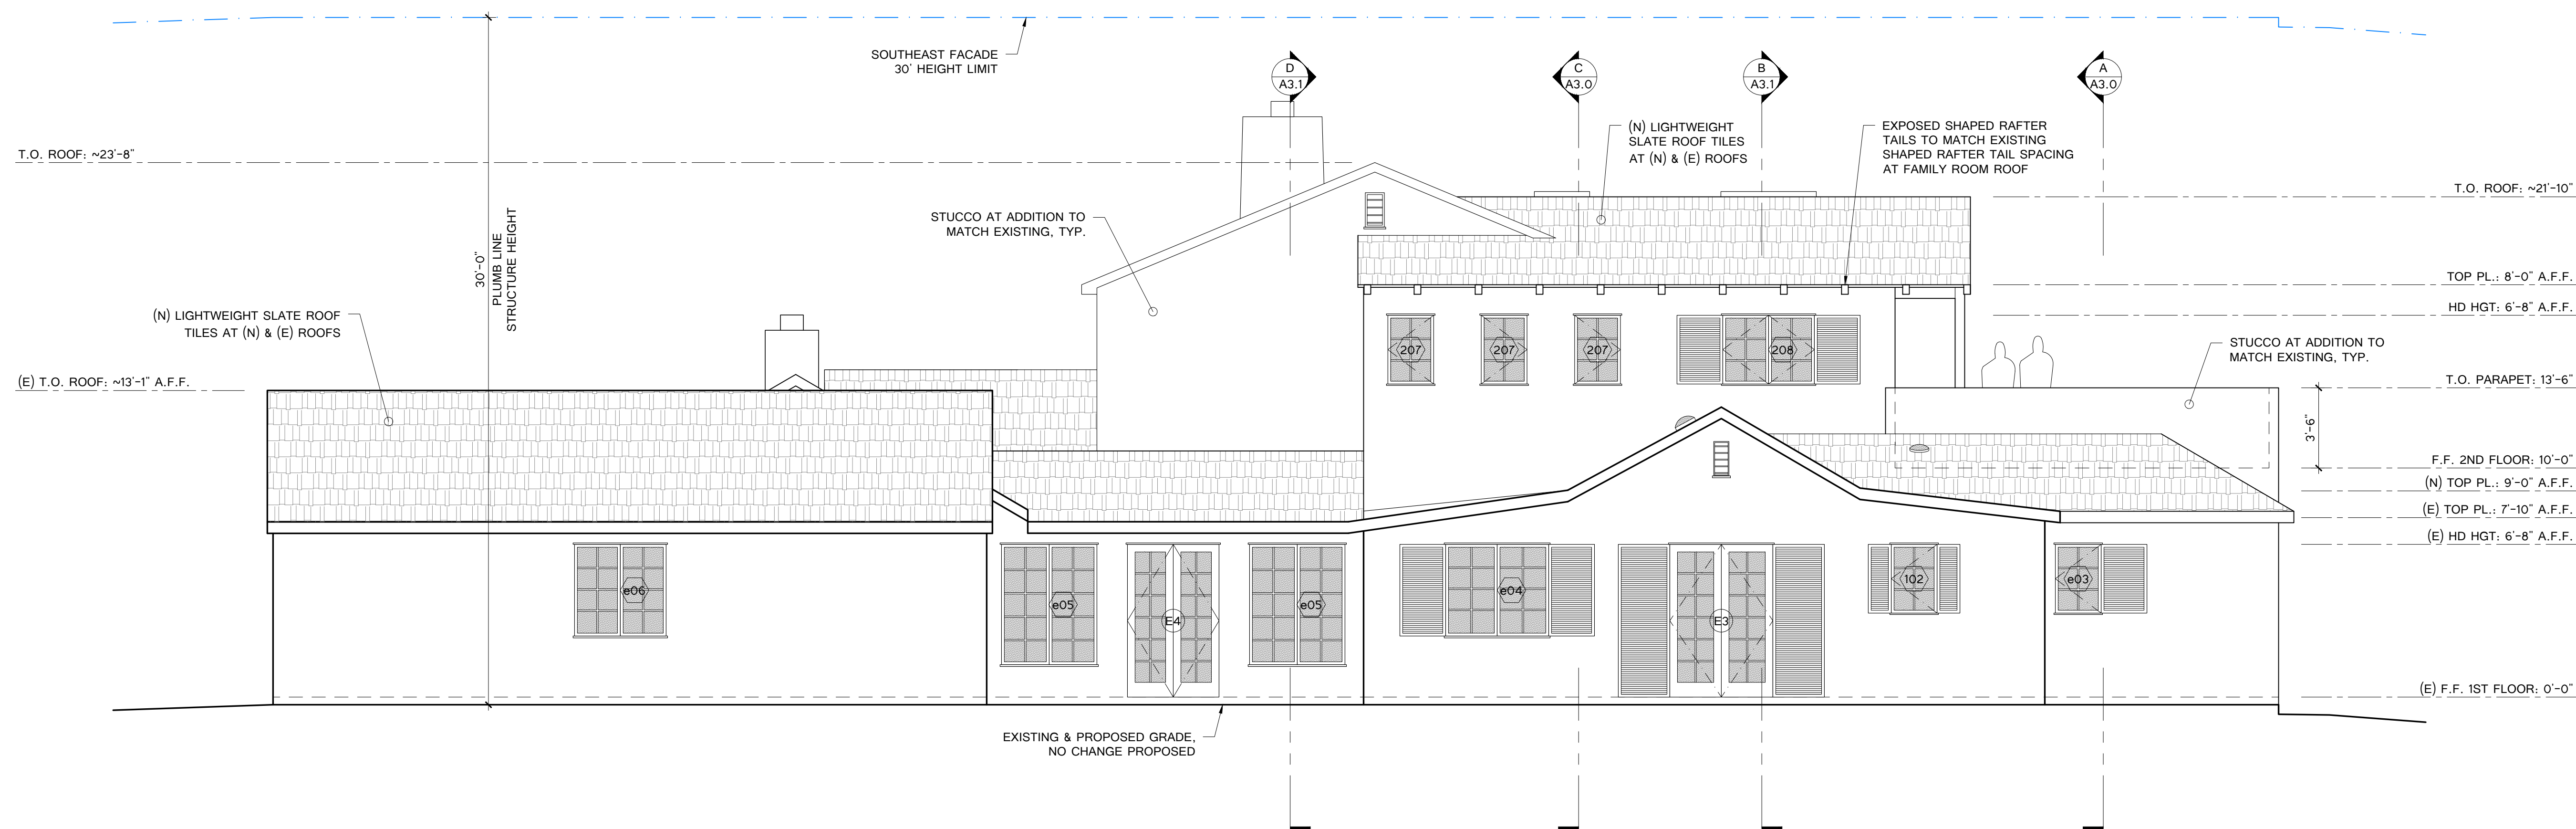 SOUTHEAST FACADE
30' HEIGHT LIMIT
D
A3.1
C
A3.0
B
A3.1
A
A3.0
T.O. ROOF: ~23'-8"
(N) LIGHTWEIGHT
SLATE ROOF TILES
AT (N) & (E) ROOFS
EXPOSED SHAPED RAFTER
TAILS TO MATCH EXISTING
SHAPED RAFTER TAIL SPACING
AT FAMILY ROOM ROOF
T.O. ROOF: ~21'-10"
STUCCO AT ADDITION TO
MATCH EXISTING, TYP.
30'-0"
PLUMB LINE
STRUCTURE HEIGHT
TOP PL.: 8'-0" A.F.F.
HD HGT: 6'-8" A.F.F.
(N) LIGHTWEIGHT SLATE ROOF
TILES AT (N) & (E) ROOFS
207
207
207
208
STUCCO AT ADDITION TO
MATCH EXISTING, TYP.
(E) T.O. ROOF: ~13'-1" A.F.F.
T.O. PARAPET: 13'-6"
3'-6"
F.F. 2ND FLOOR: 10'-0"
(N) TOP PL.: 9'-0" A.F.F.
(E) TOP PL.: 7'-10" A.F.F.
(E) HD HGT: 6'-8" A.F.F.
e06
e05
E4
e05
e04
E3
102
e03
(E) F.F. 1ST FLOOR: 0'-0"
EXISTING & PROPOSED GRADE,
NO CHANGE PROPOSED